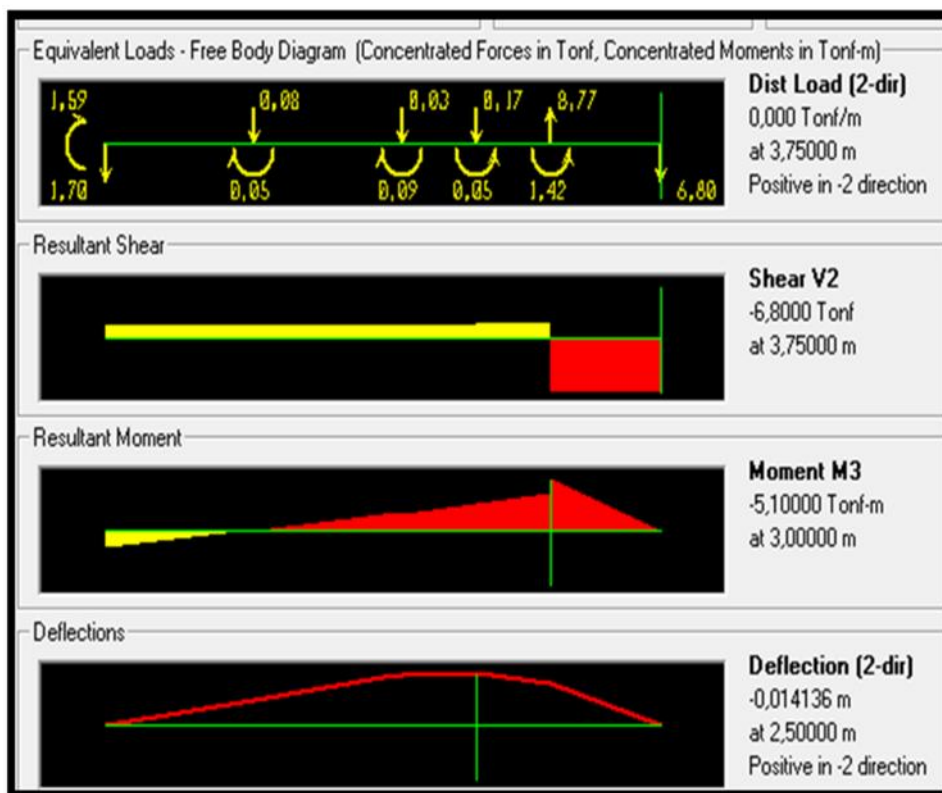 Equivalent Loads - Free Body Diagram (Concentrated Forces in Tonf, Concentrated Moments in Tonf-m)
1,59 0,08 0,03 0,17 8,77
1,70 0,05 0,09 0,05 1,42 6,80
Dist Load (2-dir)
0,000 Tonf/m
at 3,75000 m
Positive in -2 direction
Resultant Shear
Shear V2
-6,8000 Tonf
at 3,75000 m
Resultant Moment
Moment M3
-5,10000 Tonf-m
at 3,00000 m
Deflections
Deflection (2-dir)
-0,014136 m
at 2,50000 m
Positive in -2 direction